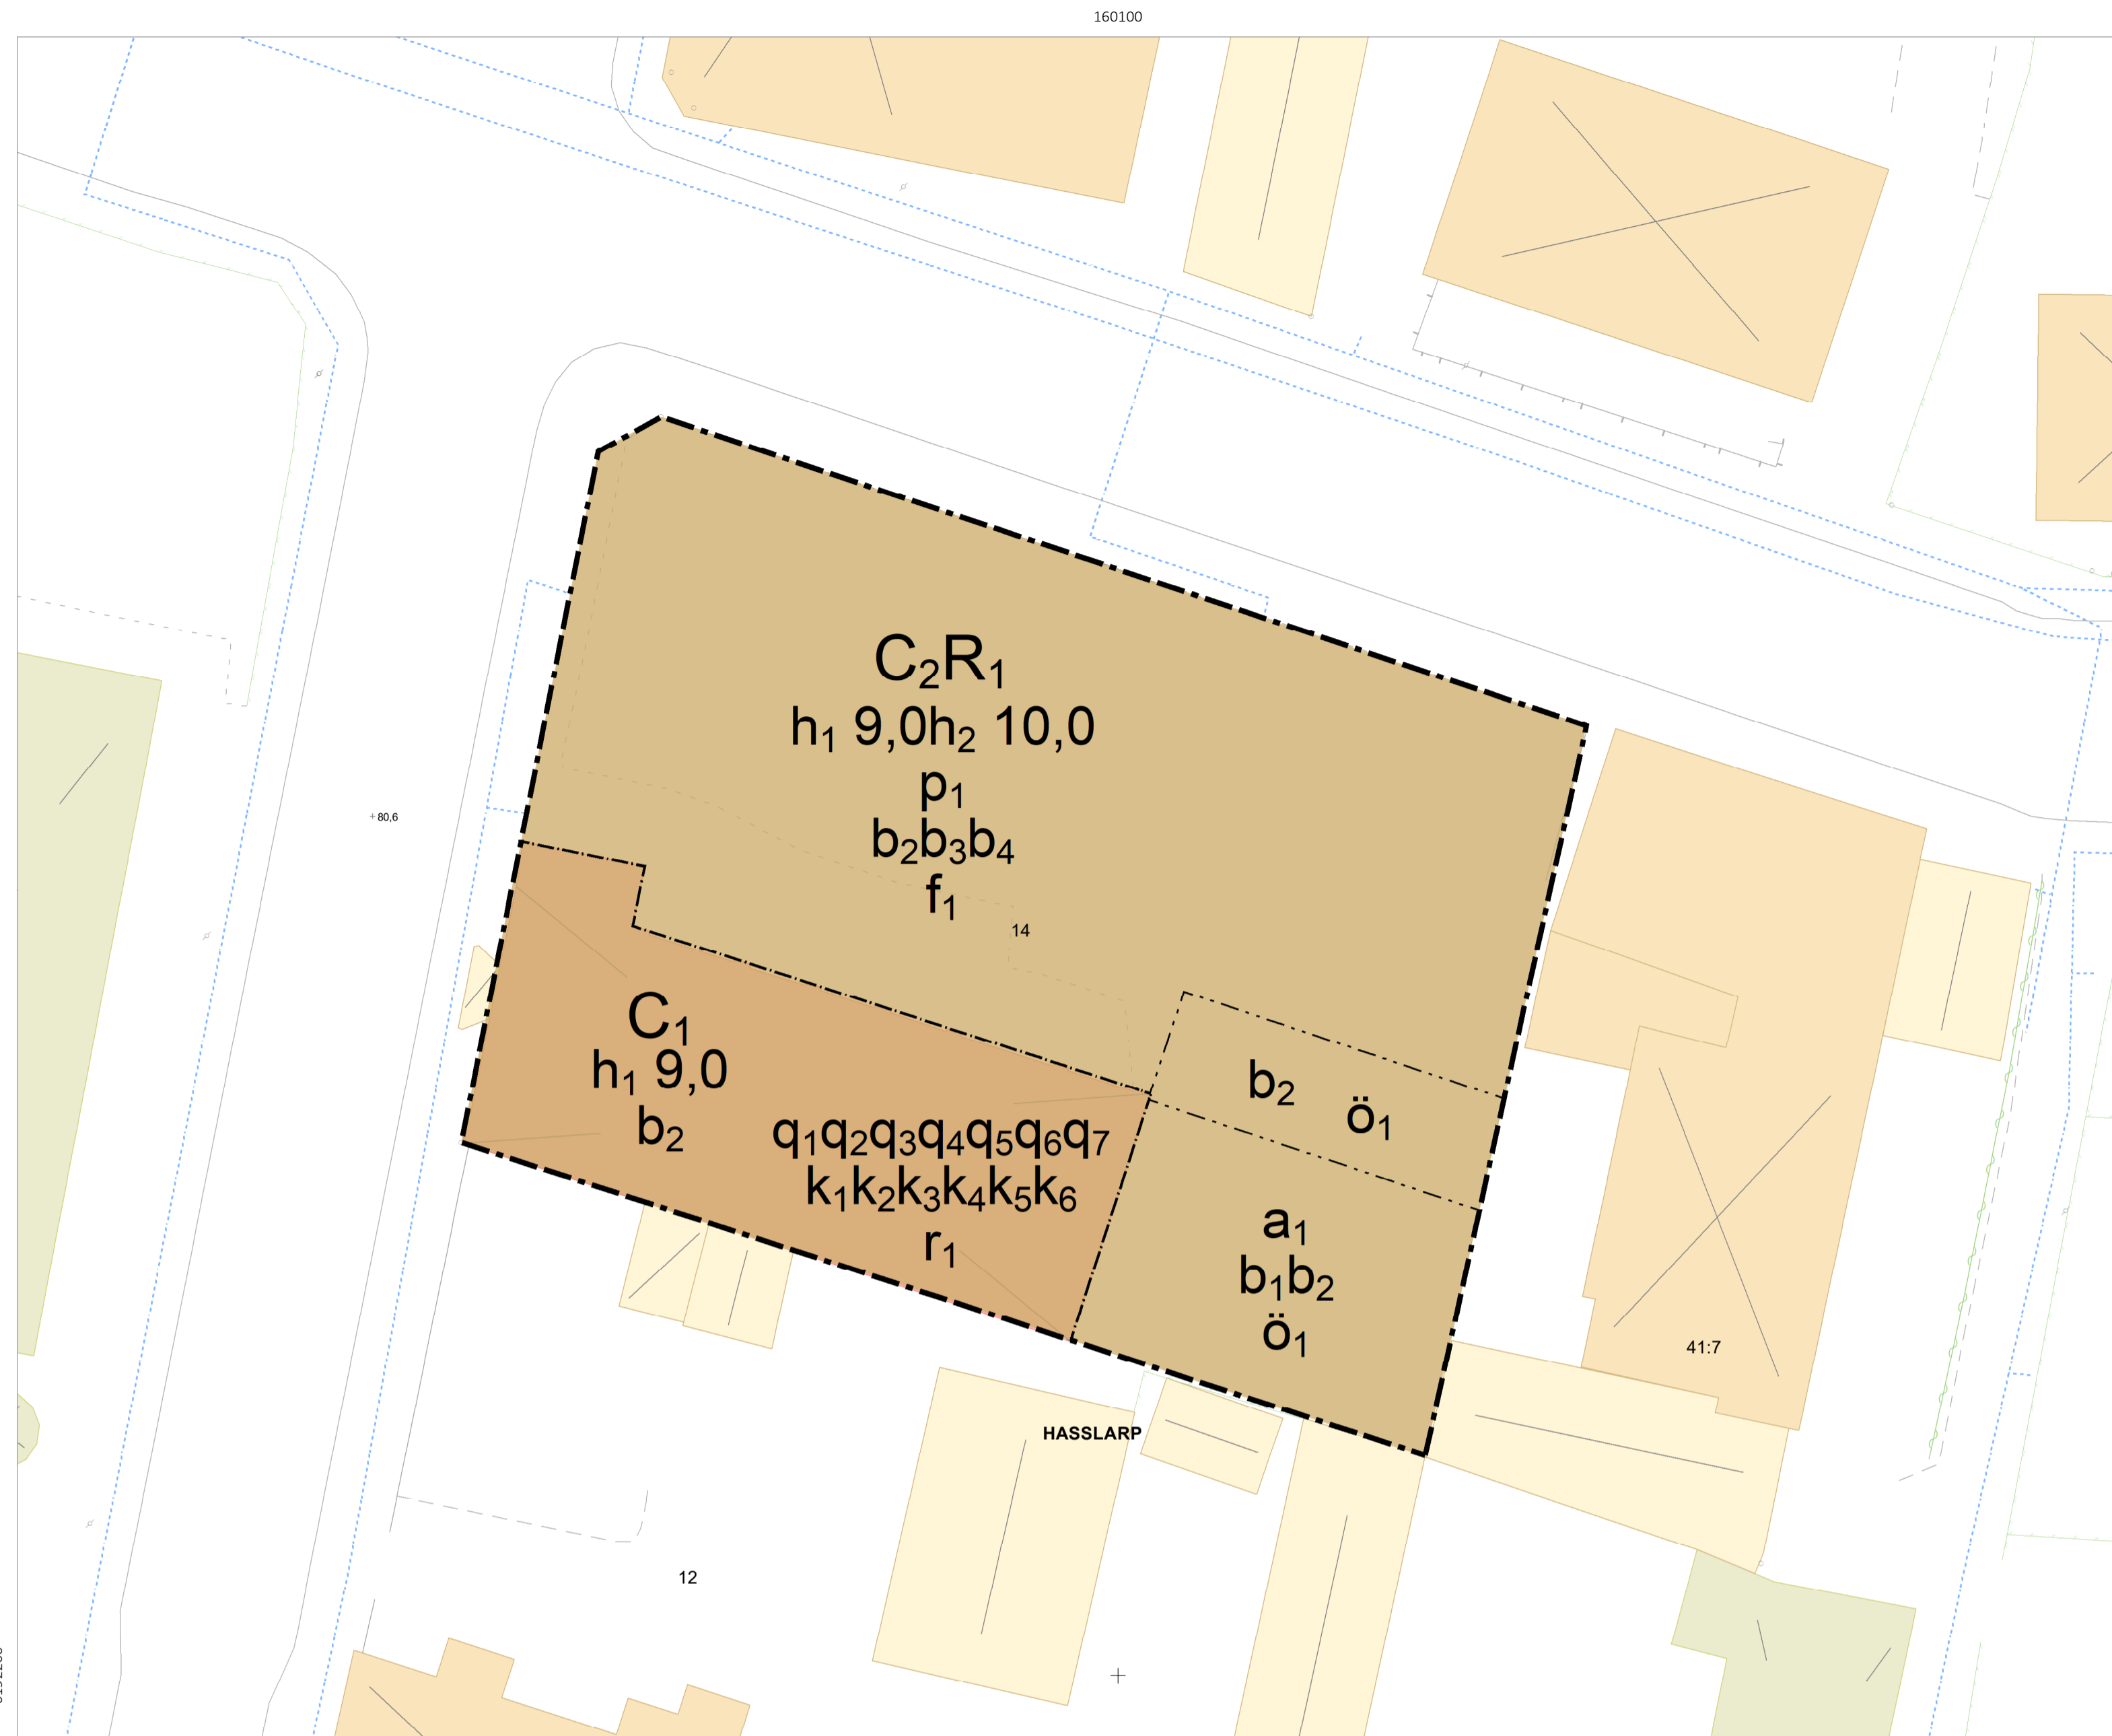 160100
C₂R₁
h₁ 9,0h₂ 10,0
p₁
b₂b₃b₄
f₁
14
+ 80,6
C₁
h₁ 9,0
b₂
q₁q₂q₃q₄q₅q₆q₇
k₁k₂k₃k₄k₅k₆
r₁
b₂
ö₁
a₁
b₁b₂
ö₁
41:7
HASSLARP
12